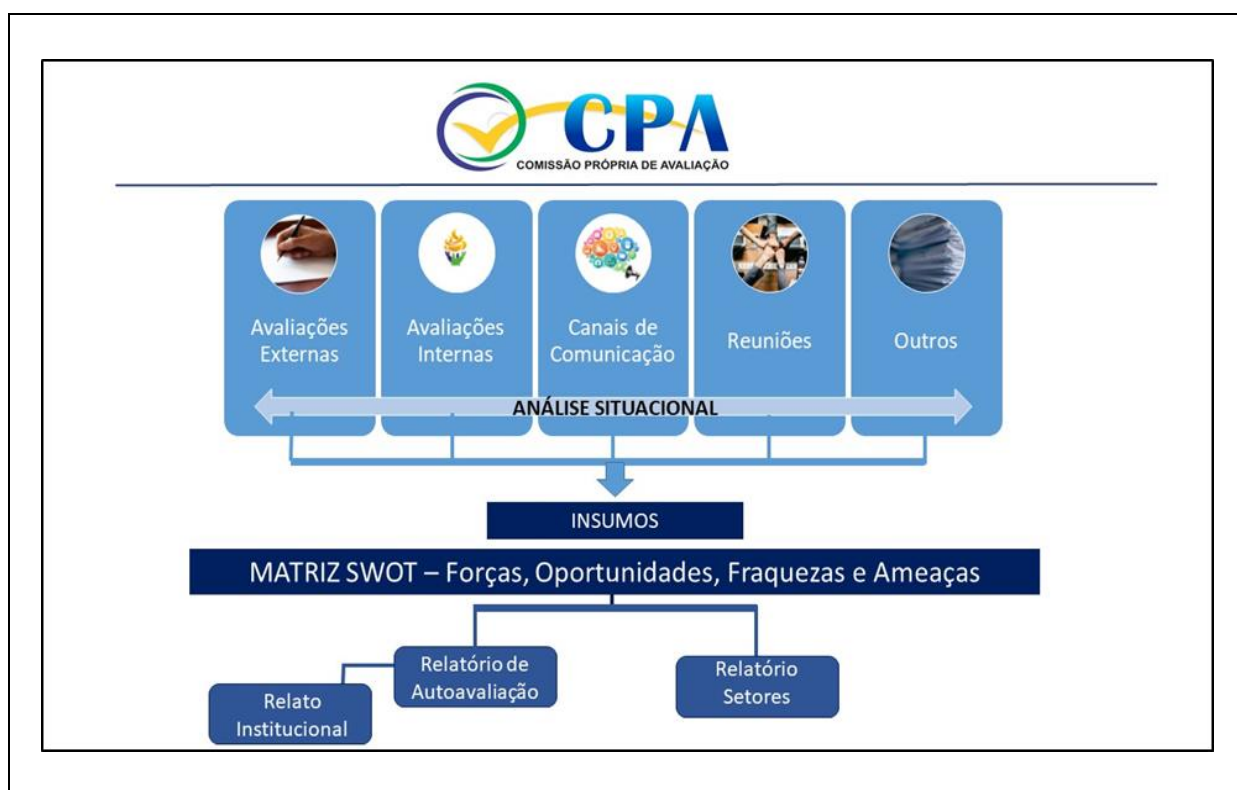 CPA
COMISSÃO PRÓPRIA DE AVALIAÇÃO
Avaliações
Externas
Avaliações
Internas
Canais de
Comunicação
Reuniões
Outros
ANÁLISE SITUACIONAL
INSUMOS
MATRIZ SWOT – Forças, Oportunidades, Fraquezas e Ameaças
Relatório de
Autoavaliação
Relatório
Setores
Relato
Institucional